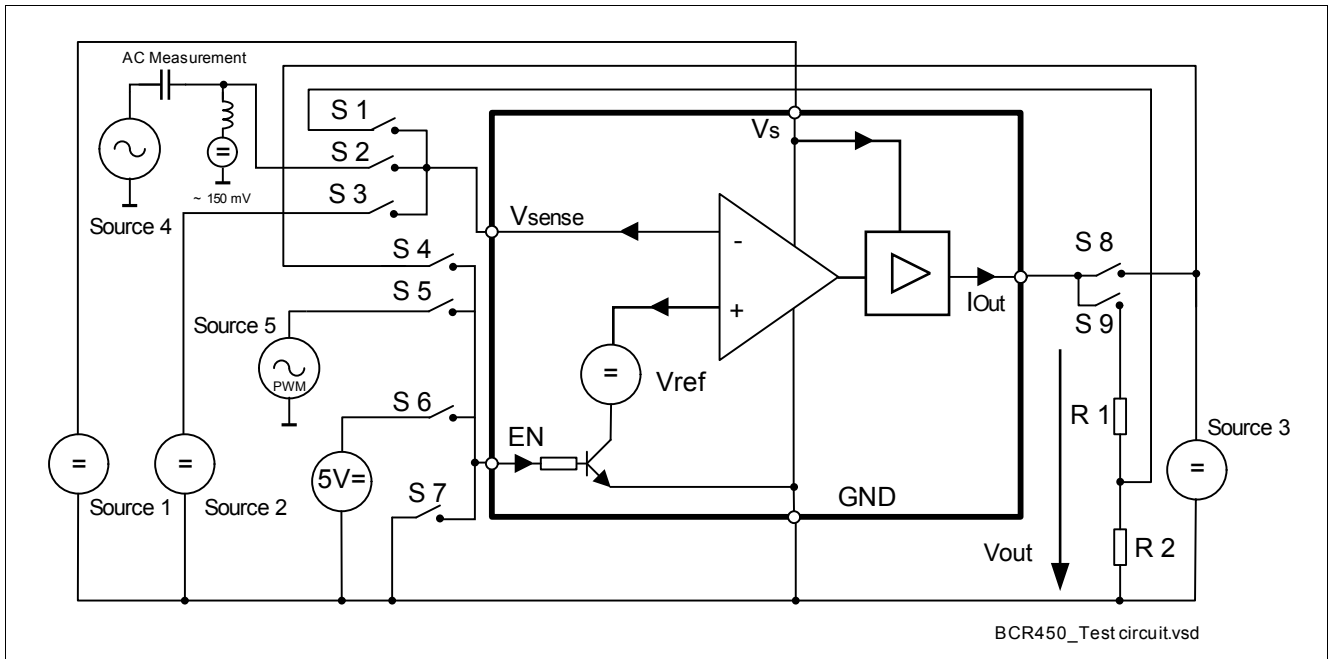 AC Measurement
S 1
Vs
S 2
~ 150 mV
S 3
Source 4
Vsense
S 4
-
S 8
S 5
IOut
S 9
Source 5
+
PWM
=
Vref
S 6
R 1
EN
Source 3
=
=
5V=
=
Source 1
Source 2
S 7
GND
R 2
Vout
BCR450_Test circuit.vsd